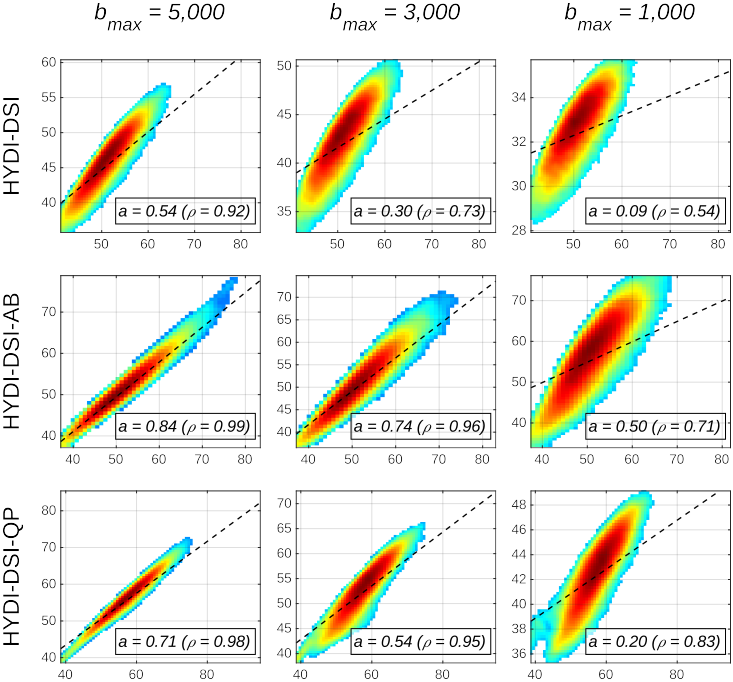 b_max = 5,000 b_max = 3,000 b_max = 1,000
HYDI-DSI
60
55
50
45
40
50 60 70 80
a = 0.54 (ρ = 0.92)
50
45
40
35
50 60 70 80
a = 0.30 (ρ = 0.73)
34
32
30
28
50 60 70 80
a = 0.09 (ρ = 0.54)
HYDI-DSI-AB
70
60
50
40
40 50 60 70 80
a = 0.84 (ρ = 0.99)
70
65
60
55
50
45
40
40 50 60 70 80
a = 0.74 (ρ = 0.96)
70
60
50
40
40 50 60 70 80
a = 0.50 (ρ = 0.71)
HYDI-DSI-QP
80
70
60
50
40
40 60 80
a = 0.71 (ρ = 0.98)
70
65
60
55
50
45
40
40 60 80
a = 0.54 (ρ = 0.95)
48
46
44
42
40
38
36
40 60 80
a = 0.20 (ρ = 0.83)